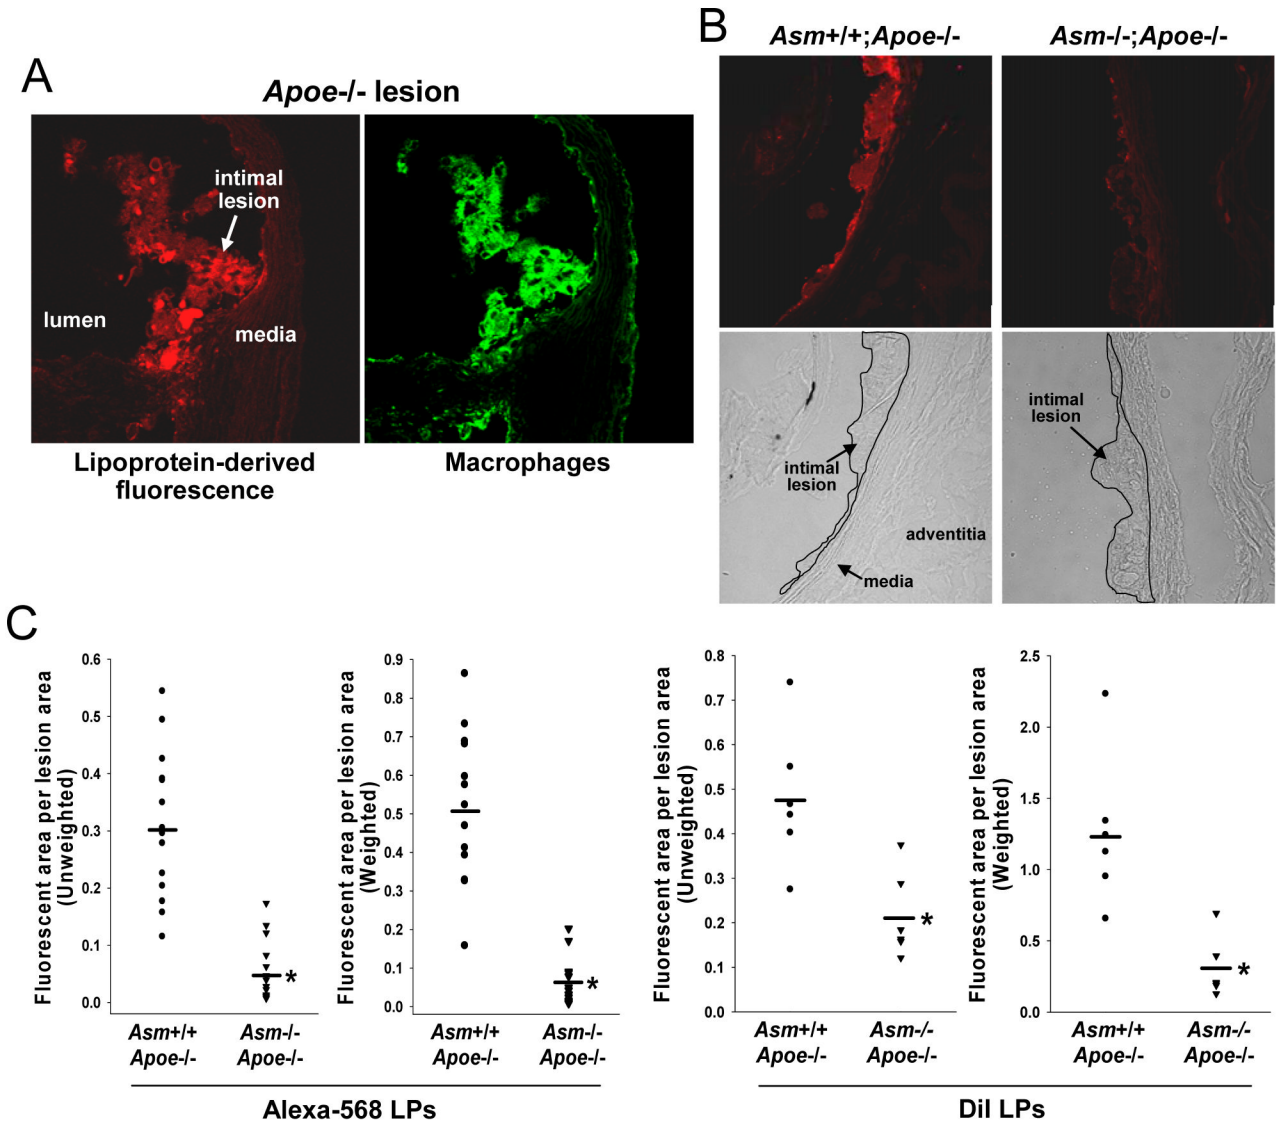 A
Apoe-/- lesion
intimal
lesion
lumen
media
Lipoprotein-derived
fluorescence
Macrophages
B
Asm+/+;Apoe-/-
Asm-/-;Apoe-/-
intimal
lesion
adventitia
media
intimal
lesion
C
Fluorescent area per lesion area
(Unweighted)
0.6
0.5
0.4
0.3
0.2
0.1
0.0
*
Asm+/+
Apoe-/-
Asm-/-
Apoe-/-
Fluorescent area per lesion area
(Weighted)
0.9
0.8
0.7
0.6
0.5
0.4
0.3
0.2
0.1
0.0
*
Asm+/+
Apoe-/-
Asm-/-
Apoe-/-
Alexa-568 LPs
Fluorescent area per lesion area
(Unweighted)
0.8
0.7
0.6
0.5
0.4
0.3
0.2
0.1
0.0
*
Asm+/+
Apoe-/-
Asm-/-
Apoe-/-
Fluorescent area per lesion area
(Weighted)
2.5
2.0
1.5
1.0
0.5
0.0
*
Asm+/+
Apoe-/-
Asm-/-
Apoe-/-
Dil LPs